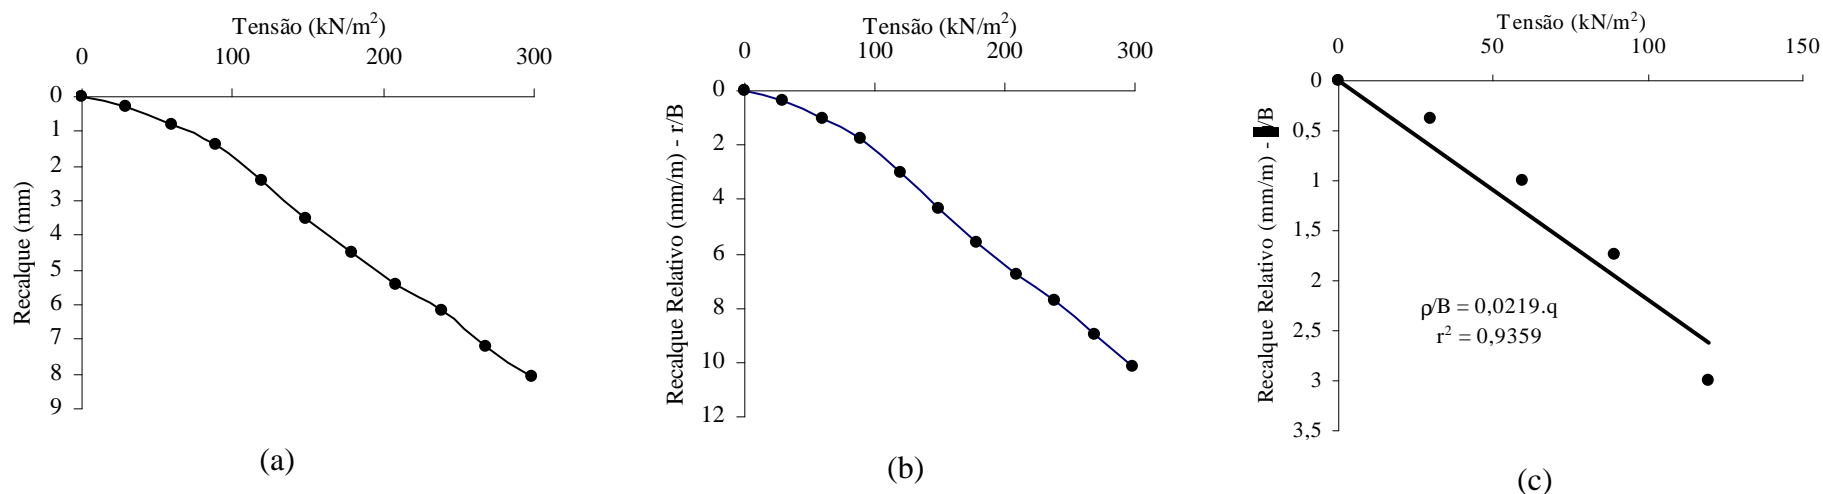 Tensão (kN/m²)
0 100 200 300
0
1
2
3
4
5
6
7
8
9
Recalque (mm)
(a)
Tensão (kN/m²)
0 100 200 300
0
2
4
6
8
10
12
Recalque Relativo (mm/m) - r/B
(b)
Tensão (kN/m²)
0 50 100 150
0
0,5
1
1,5
2
2,5
3
3,5
Recalque Relativo (mm/m) - /B
ρ/B = 0,0219.q
r² = 0,9359
(c)